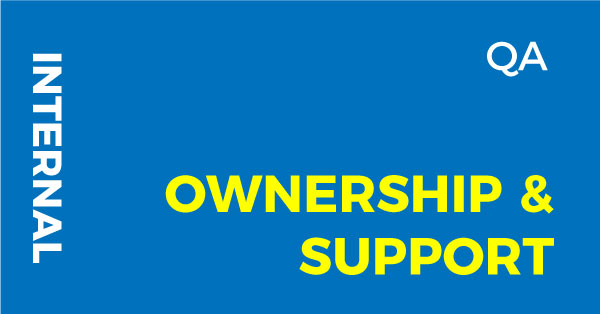 INTERNAL
QA
OWNERSHIP &
SUPPORT